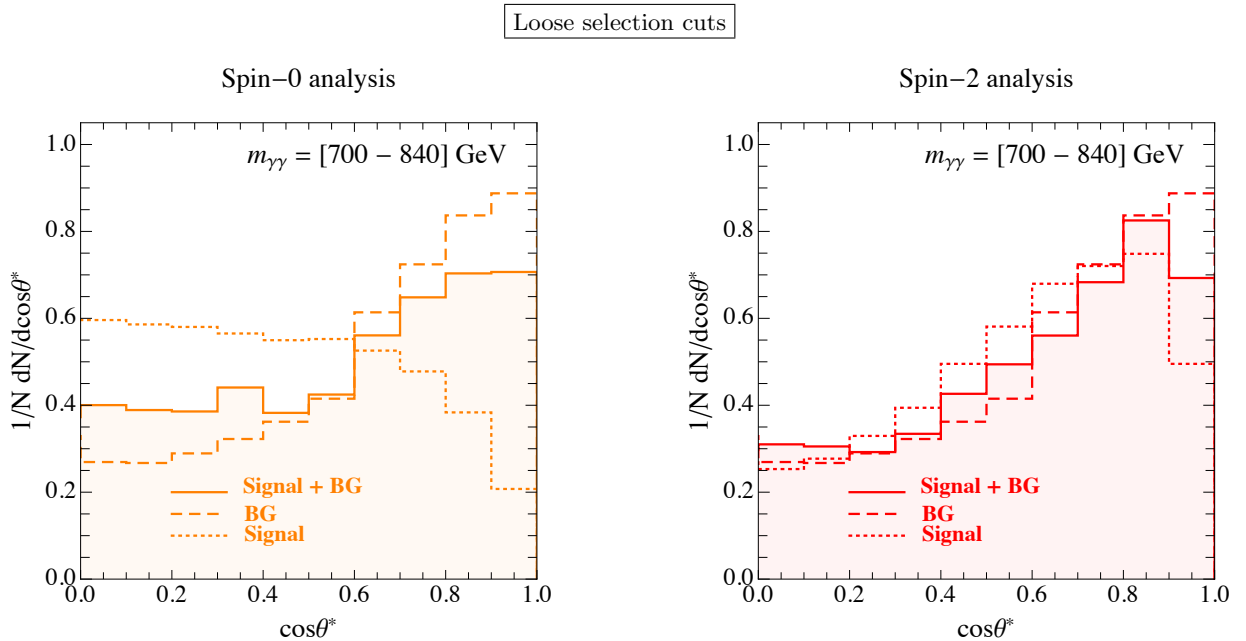 Loose selection cuts
Spin−0 analysis
mγγ = [700 − 840] GeV
1/N dN/dcosθ*
1.0
0.8
0.6
0.4
0.2
0.0
Signal + BG
BG
Signal
0.0 0.2 0.4 0.6 0.8 1.0
cosθ*
Spin−2 analysis
mγγ = [700 − 840] GeV
1/N dN/dcosθ*
1.0
0.8
0.6
0.4
0.2
0.0
Signal + BG
BG
Signal
0.0 0.2 0.4 0.6 0.8 1.0
cosθ*